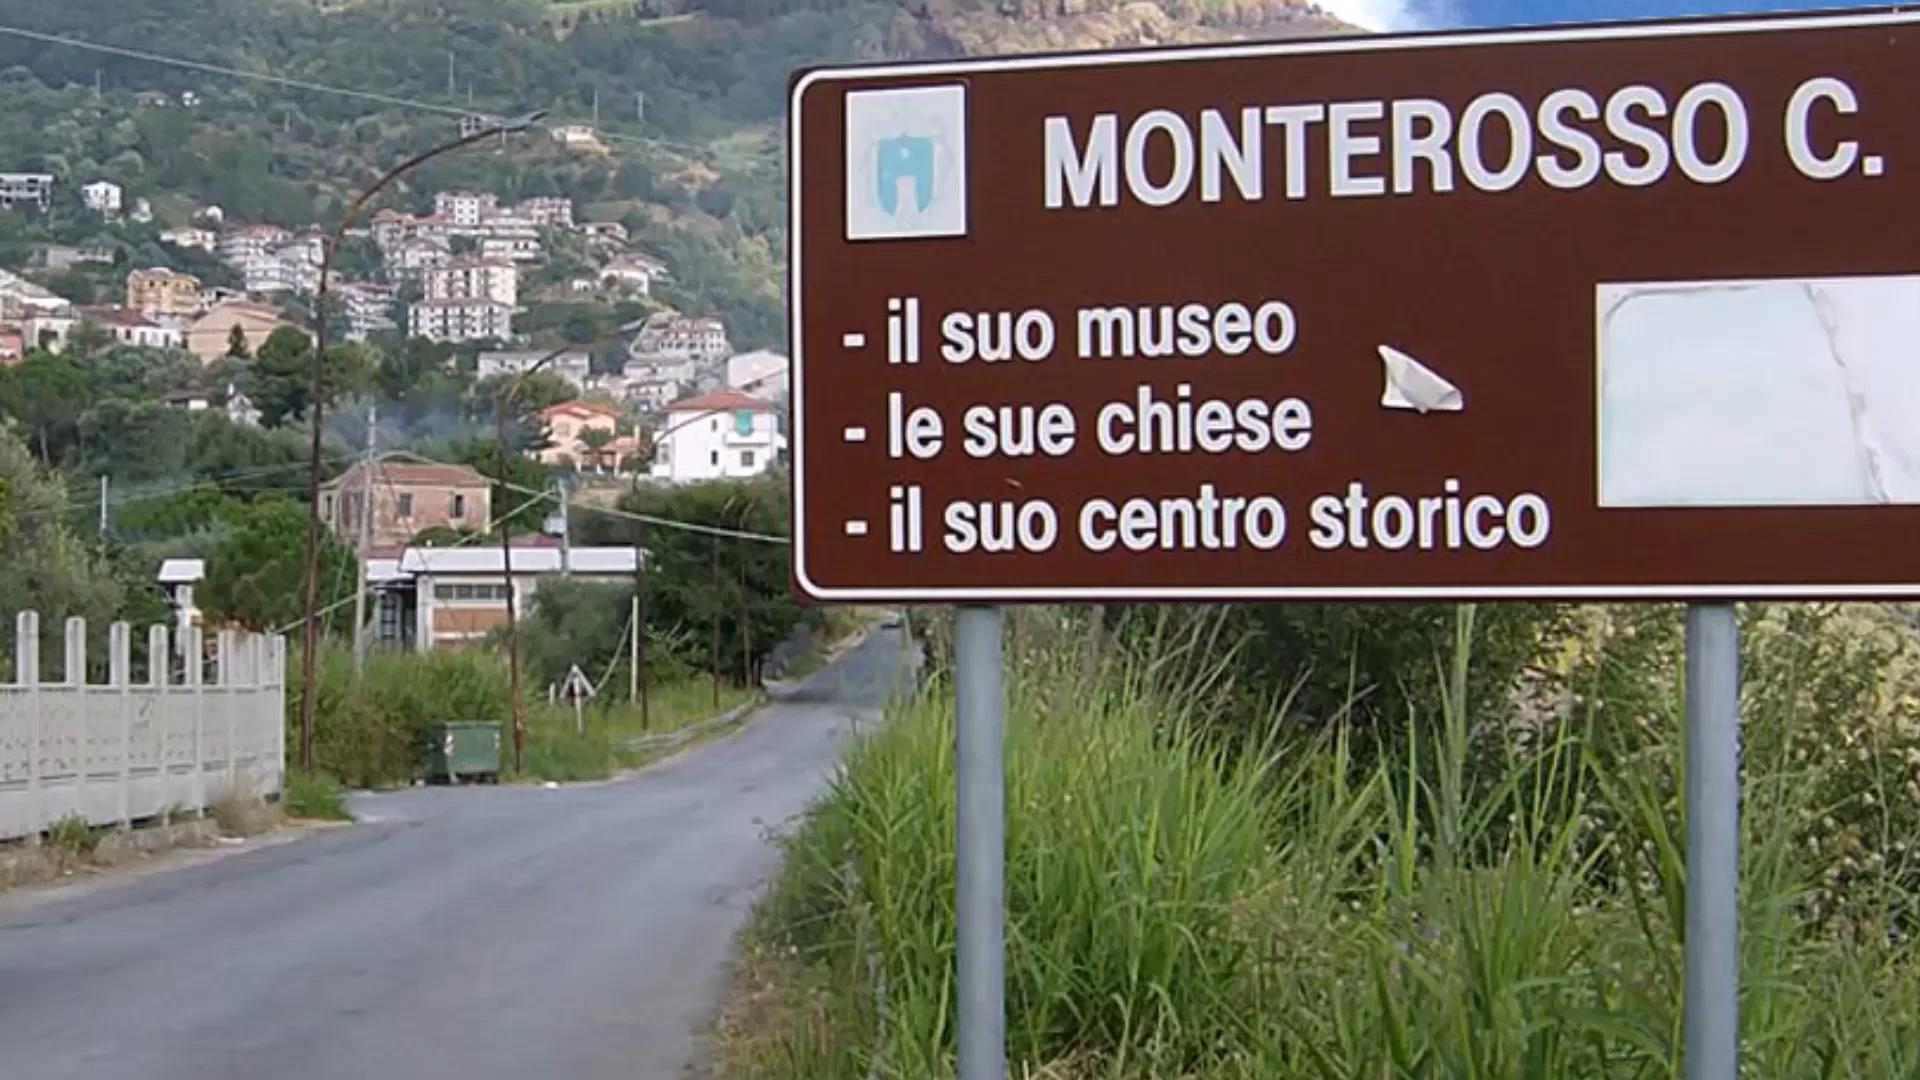 MONTEROSSO C.
- il suo museo
- le sue chiese
- il suo centro storico